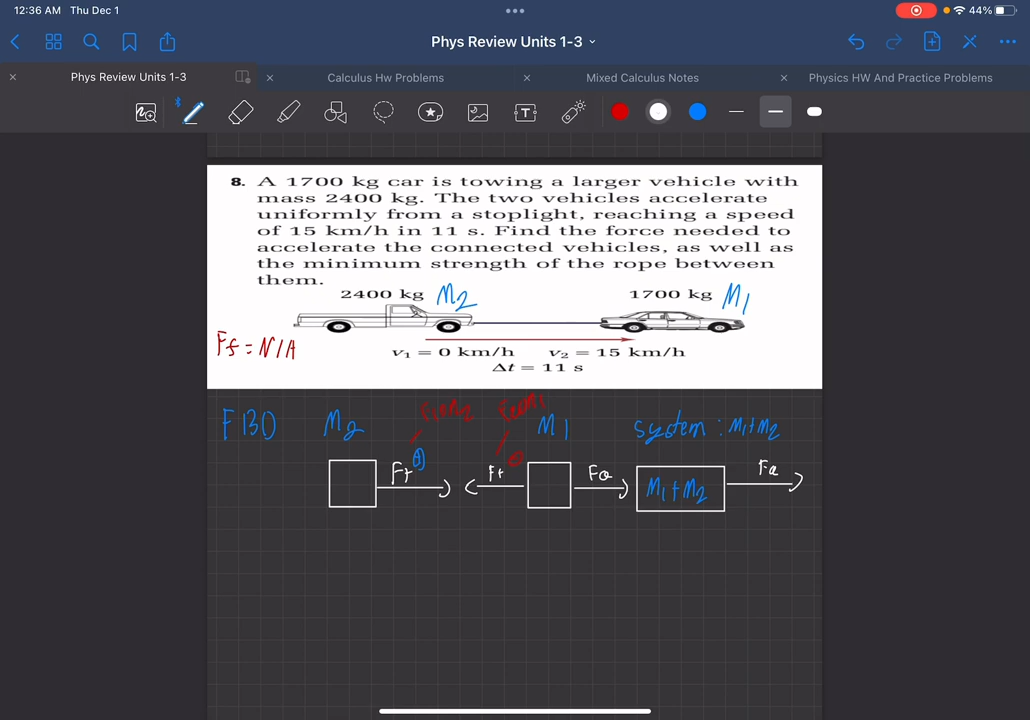 12:36 AM Thu Dec 1
44%
Phys Review Units 1-3
Phys Review Units 1-3
Calculus Hw Problems
Mixed Calculus Notes
Physics HW And Practice Problems
8. A 1700 kg car is towing a larger vehicle with
mass 2400 kg. The two vehicles accelerate
uniformly from a stoplight, reaching a speed
of 15 km/h in 11 s. Find the force needed to
accelerate the connected vehicles, as well as
the minimum strength of the rope between
them.
2400 kg M2 1700 kg M1
Ff = N/A
v₁ = 0 km/h v₂ = 15 km/h
Δt = 11 s
FBD M2 M1 system : M1+M2
Ft Ft Fa Fa
M1+M2